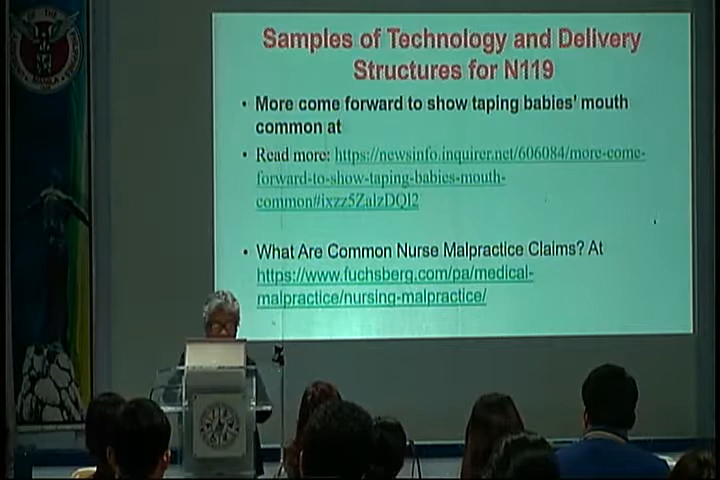 Samples of Technology and Delivery
Structures for N119
• More come forward to show taping babies' mouth
common at
• Read more: https://newsinfo.inquirer.net/606084/more-come-
forward-to-show-taping-babies-mouth-
common#ixzz5ZalzDQl2
• What Are Common Nurse Malpractice Claims? At
https://www.fuchsberg.com/pa/medical-
malpractice/nursing-malpractice/